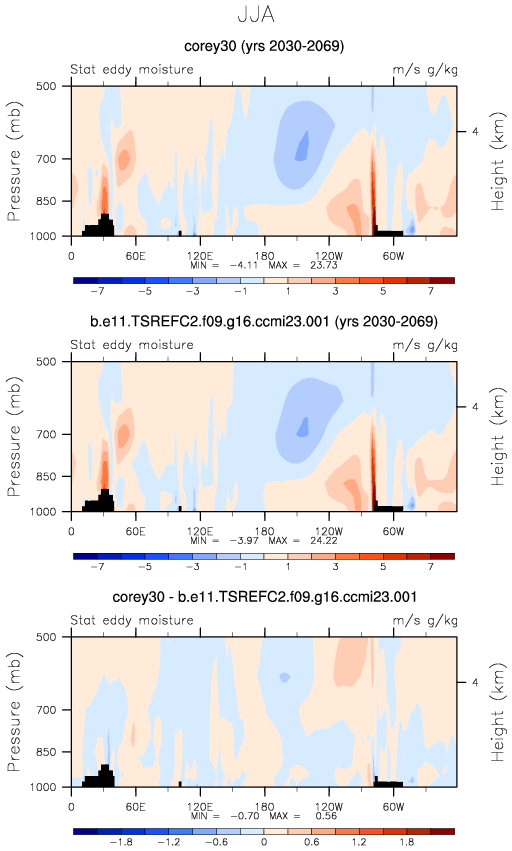 JJA
corey30 (yrs 2030-2069)
Stat eddy moisture m/s g/kg
500
700
850
1000
Pressure (mb)
4
Height (km)
0 60E 120E 180 120W 60W
MIN = -4.11 MAX = 23.73
-7 -5 -3 -1 1 3 5 7
b.e11.TSREFC2.f09.g16.ccmi23.001 (yrs 2030-2069)
Stat eddy moisture m/s g/kg
500
700
850
1000
Pressure (mb)
4
Height (km)
0 60E 120E 180 120W 60W
MIN = -3.97 MAX = 24.22
-7 -5 -3 -1 1 3 5 7
corey30 - b.e11.TSREFC2.f09.g16.ccmi23.001
Stat eddy moisture m/s g/kg
500
700
850
1000
Pressure (mb)
4
Height (km)
0 60E 120E 180 120W 60W
MIN = -0.70 MAX = 0.56
-1.8 -1.2 -0.6 0 0.6 1.2 1.8